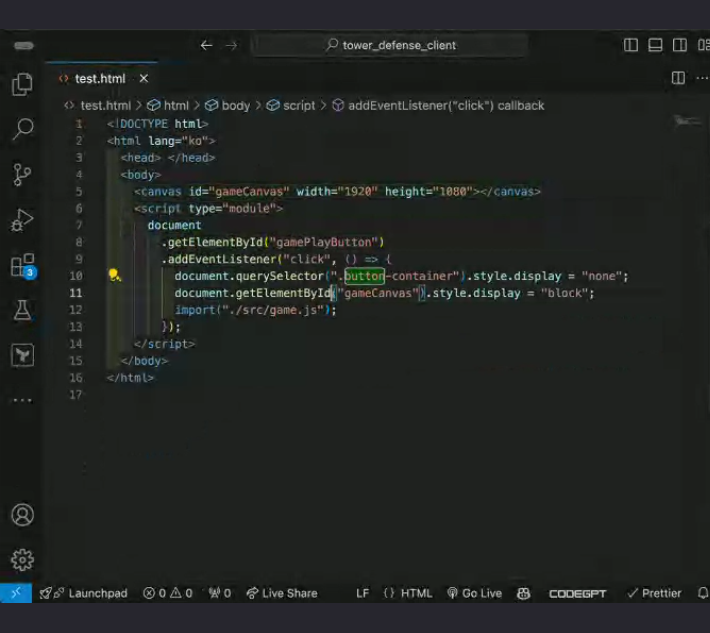 ← → tower_defense_client
test.html ×
test.html > html > body > script > addEventListener("click") callback
1 <!DOCTYPE html>
2 <html lang="ko">
3 <head> </head>
4 <body>
5 <canvas id="gameCanvas" width="1920" height="1080"></canvas>
6 <script type="module">
7 document
8 .getElementById("gamePlayButton")
9 .addEventListener("click", () => {
10 document.querySelector(".button-container").style.display = "none";
11 document.getElementById("gameCanvas").style.display = "block";
12 import("./src/game.js");
13 });
14 </script>
15 </body>
16 </html>
17
3
Launchpad 0 0 0 Live Share LF {} HTML Go Live CODEGPT ✓ Prettier